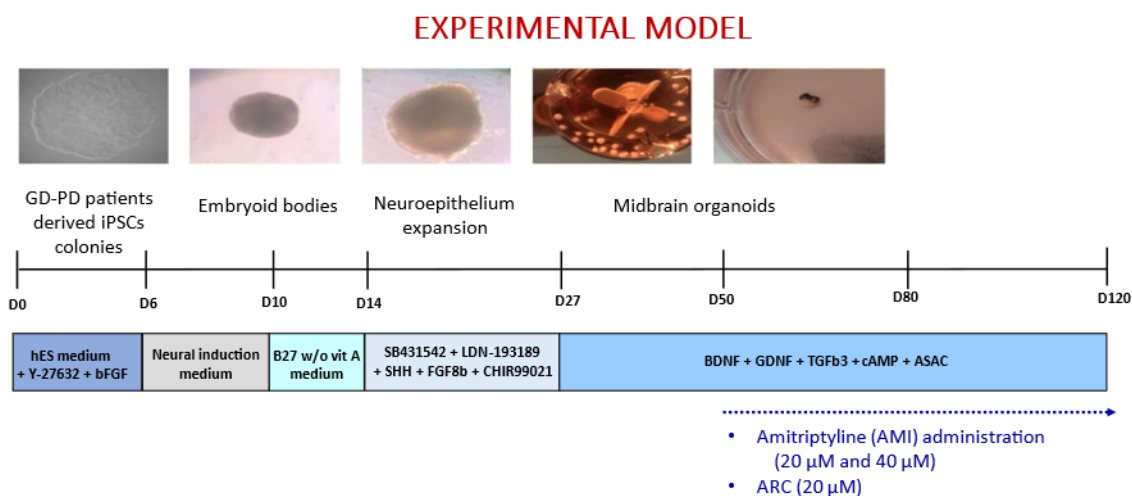 EXPERIMENTAL MODEL
GD-PD patients
derived iPSCs
colonies
Embryoid bodies
Neuroepithelium
expansion
Midbrain organoids
D0
D6
D10
D14
D27
D50
D80
D120
hES medium
+ Y-27632 + bFGF
Neural induction
medium
B27 w/o vit A
medium
SB431542 + LDN-193189
+ SHH + FGF8b + CHIR99021
BDNF + GDNF + TGFb3 + cAMP + ASAC
• Amitriptyline (AMI) administration
(20 µM and 40 µM)
• ARC (20 µM)